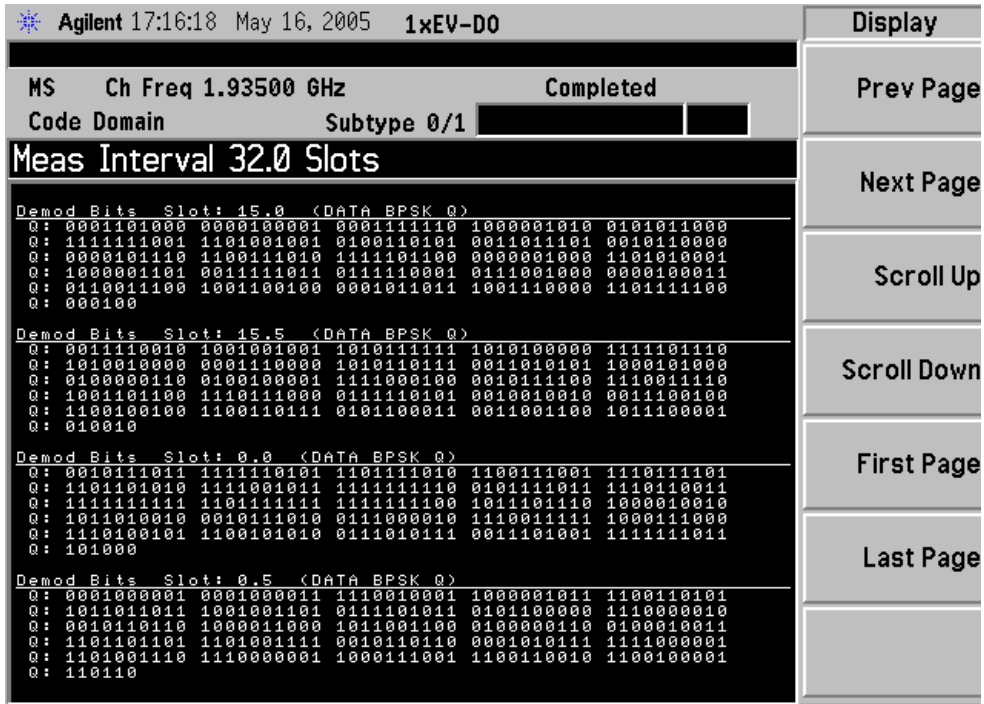 Agilent 17:16:18 May 16, 2005 1xEV-DO
Display
MS Ch Freq 1.93500 GHz Completed
Code Domain Subtype 0/1
Meas Interval 32.0 Slots
Demod Bits Slot: 15.0 (DATA BPSK Q)
Q: 0001101000 0000100001 0001111110 1000001010 0101011000
Q: 1111111001 1101001001 0100110101 0011011101 0010110000
Q: 0000101110 1100111010 1111101100 0000001000 1101010001
Q: 1000001101 0011111011 0111110001 0111001000 0000100011
Q: 0110011100 1001100100 0001011011 1001110000 1101111100
Q: 000100
Demod Bits Slot: 15.5 (DATA BPSK Q)
Q: 0011110010 1001001001 1010111111 1010100000 1111101110
Q: 1010010000 0001110000 1010110111 0011010101 1000101000
Q: 0100000110 0100100001 1111000100 0010111100 1110011110
Q: 1001101100 1110111000 0111110101 0010010010 0011100100
Q: 1100100100 1100110111 0101100011 0011001100 1011100001
Q: 010010
Demod Bits Slot: 0.0 (DATA BPSK Q)
Q: 0010111011 1111110101 1101111010 1100111001 1110111101
Q: 1101101010 1111001011 1111111110 0101111011 1110110011
Q: 1111111111 1101111111 1111111100 1011101110 1000010010
Q: 1011010010 0010111010 0111000010 1110011111 1000111000
Q: 1110100101 1100101010 0111010111 0011101001 1111111011
Q: 101000
Demod Bits Slot: 0.5 (DATA BPSK Q)
Q: 0001000001 0001000011 1110010001 1000001011 1100110101
Q: 1011011011 1001001101 0111101011 0101100000 1110000010
Q: 0010110110 1000011000 1011001100 0100000110 0100010011
Q: 1101101101 1101001111 0010110110 0001010111 1111000001
Q: 1101001110 1110000001 1000111001 1100110010 1100100001
Q: 110110
Prev Page
Next Page
Scroll Up
Scroll Down
First Page
Last Page